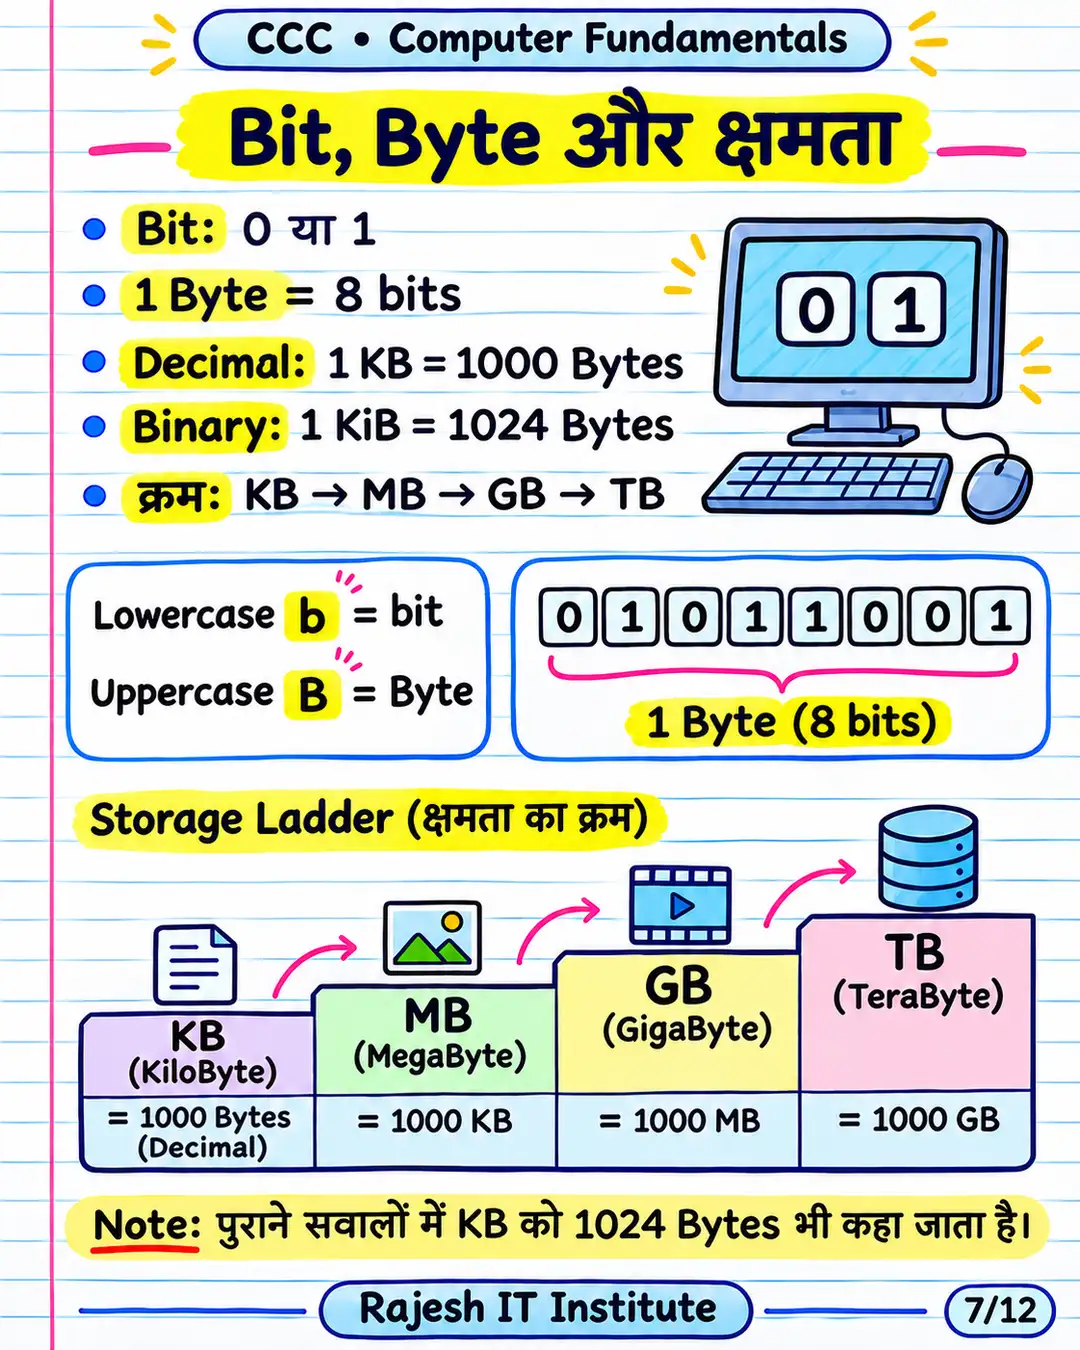 CCC • Computer Fundamentals
Bit, Byte और क्षमता
Bit: 0 या 1
1 Byte = 8 bits
Decimal: 1 KB = 1000 Bytes
Binary: 1 KiB = 1024 Bytes
क्रम: KB → MB → GB → TB
0 1
Lowercase b = bit
Uppercase B = Byte
0 1 0 1 1 0 0 1
1 Byte (8 bits)
Storage Ladder (क्षमता का क्रम)
KB
(KiloByte)
= 1000 Bytes
(Decimal)
MB
(MegaByte)
= 1000 KB
GB
(GigaByte)
= 1000 MB
TB
(TeraByte)
= 1000 GB
Note: पुराने सवालों में KB को 1024 Bytes भी कहा जाता है।
Rajesh IT Institute
7/12